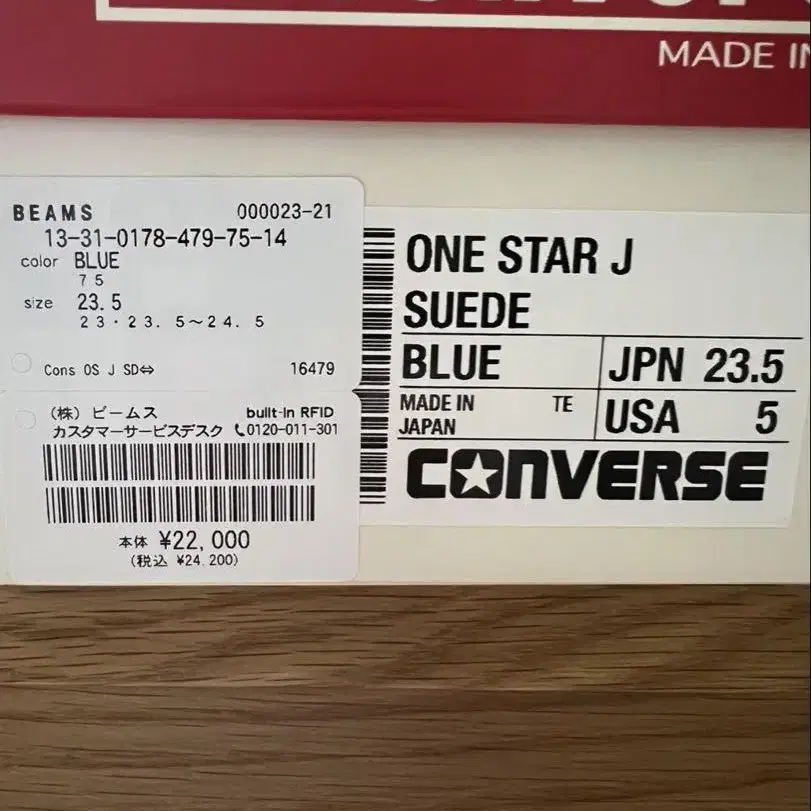 MADE IN
BEAMS 000023-21
13-31-0178-479-75-14
color BLUE
75
size 23.5
23・23.5～24.5
Cons OS J SD⇔ 16479
(株) ビームス built-in RFID
カスタマーサービスデスク 0120-011-301
本体 ¥22,000
(税込 ¥24,200)
ONE STAR J
SUEDE
BLUE JPN 23.5
MADE IN TE USA 5
JAPAN
CONVERSE